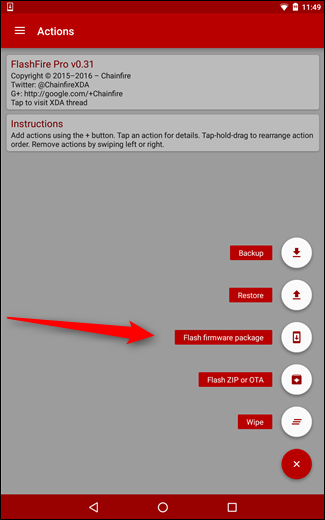 11:49
Actions
FlashFire Pro v0.31
Copyright © 2015–2016 – Chainfire
Twitter: @ChainfireXDA
G+: http://google.com/+Chainfire
Tap to visit XDA thread
Instructions
Add actions using the + button. Tap an action for details. Tap-hold-drag to rearrange action
order. Remove actions by swiping left or right.
Backup
Restore
Flash firmware package
Flash ZIP or OTA
Wipe